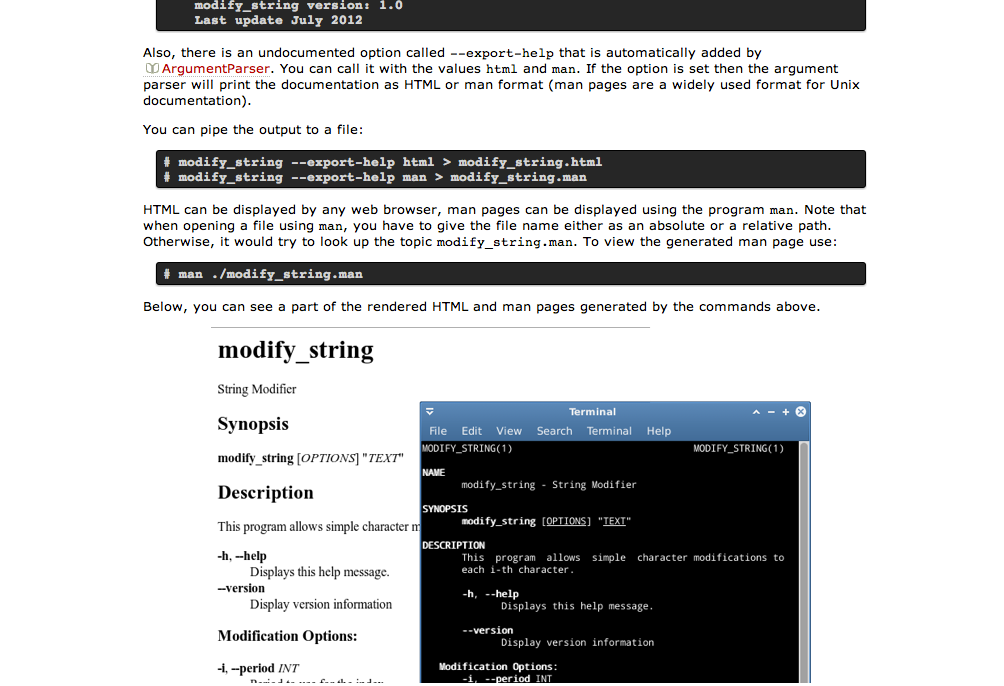 modify_string version: 1.0
Last update July 2012
Also, there is an undocumented option called --export-help that is automatically added by
ArgumentParser. You can call it with the values html and man. If the option is set then the argument
parser will print the documentation as HTML or man format (man pages are a widely used format for Unix
documentation).
You can pipe the output to a file:
# modify_string --export-help html > modify_string.html
# modify_string --export-help man > modify_string.man
HTML can be displayed by any web browser, man pages can be displayed using the program man. Note that
when opening a file using man, you have to give the file name either as an absolute or a relative path.
Otherwise, it would try to look up the topic modify_string.man. To view the generated man page use:
# man ./modify_string.man
Below, you can see a part of the rendered HTML and man pages generated by the commands above.
modify_string
String Modifier
Synopsis
modify_string [OPTIONS] "TEXT"
Description
This program allows simple character m
-h, --help
Displays this help message.
--version
Display version information
Modification Options:
-i, --period INT
Period to use for the index
Terminal
File Edit View Search Terminal Help
MODIFY_STRING(1) MODIFY_STRING(1)
NAME
modify_string - String Modifier
SYNOPSIS
modify_string [OPTIONS] "TEXT"
DESCRIPTION
This program allows simple character modifications to
each i-th character.
-h, --help
Displays this help message.
--version
Display version information
Modification Options:
-i, --period INT